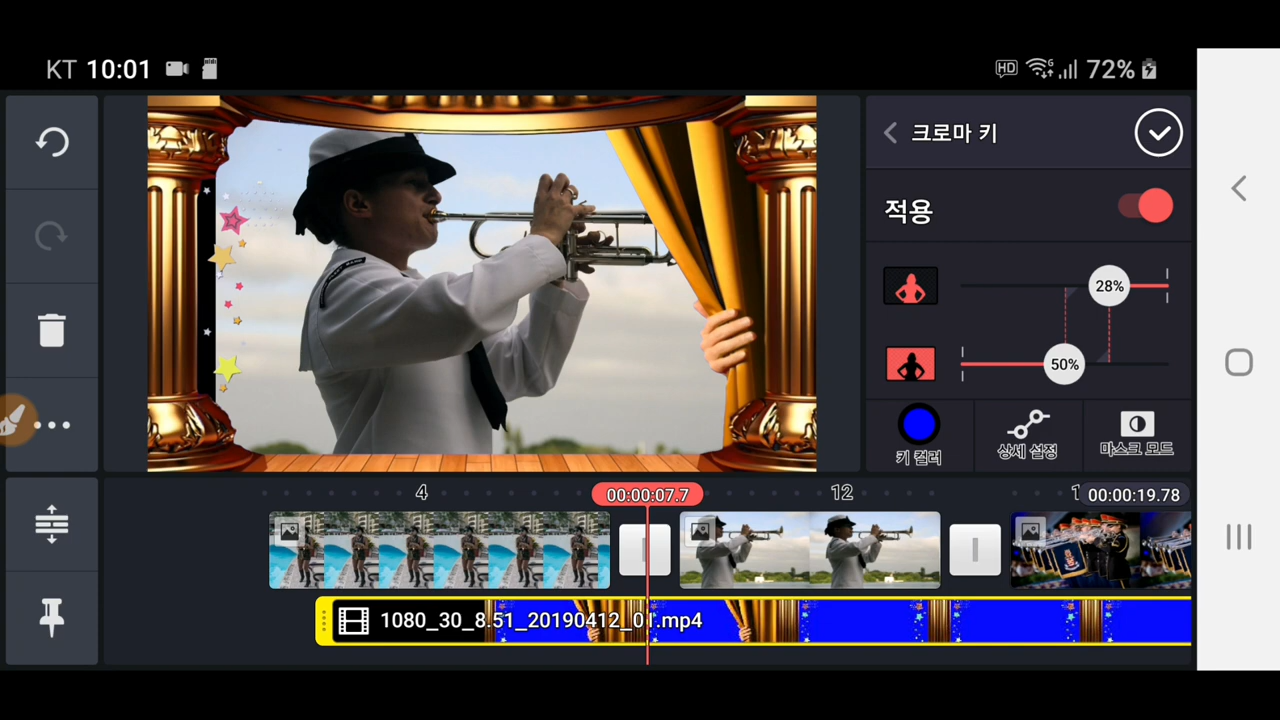 KT 10:01
HD 6 72%
크로마 키
적용
28%
50%
키 컬러 상세 설정 마스크 모드
4 00:00:07.7 12 1 00:00:19.78
1080_30_8.51_20190412_01.mp4